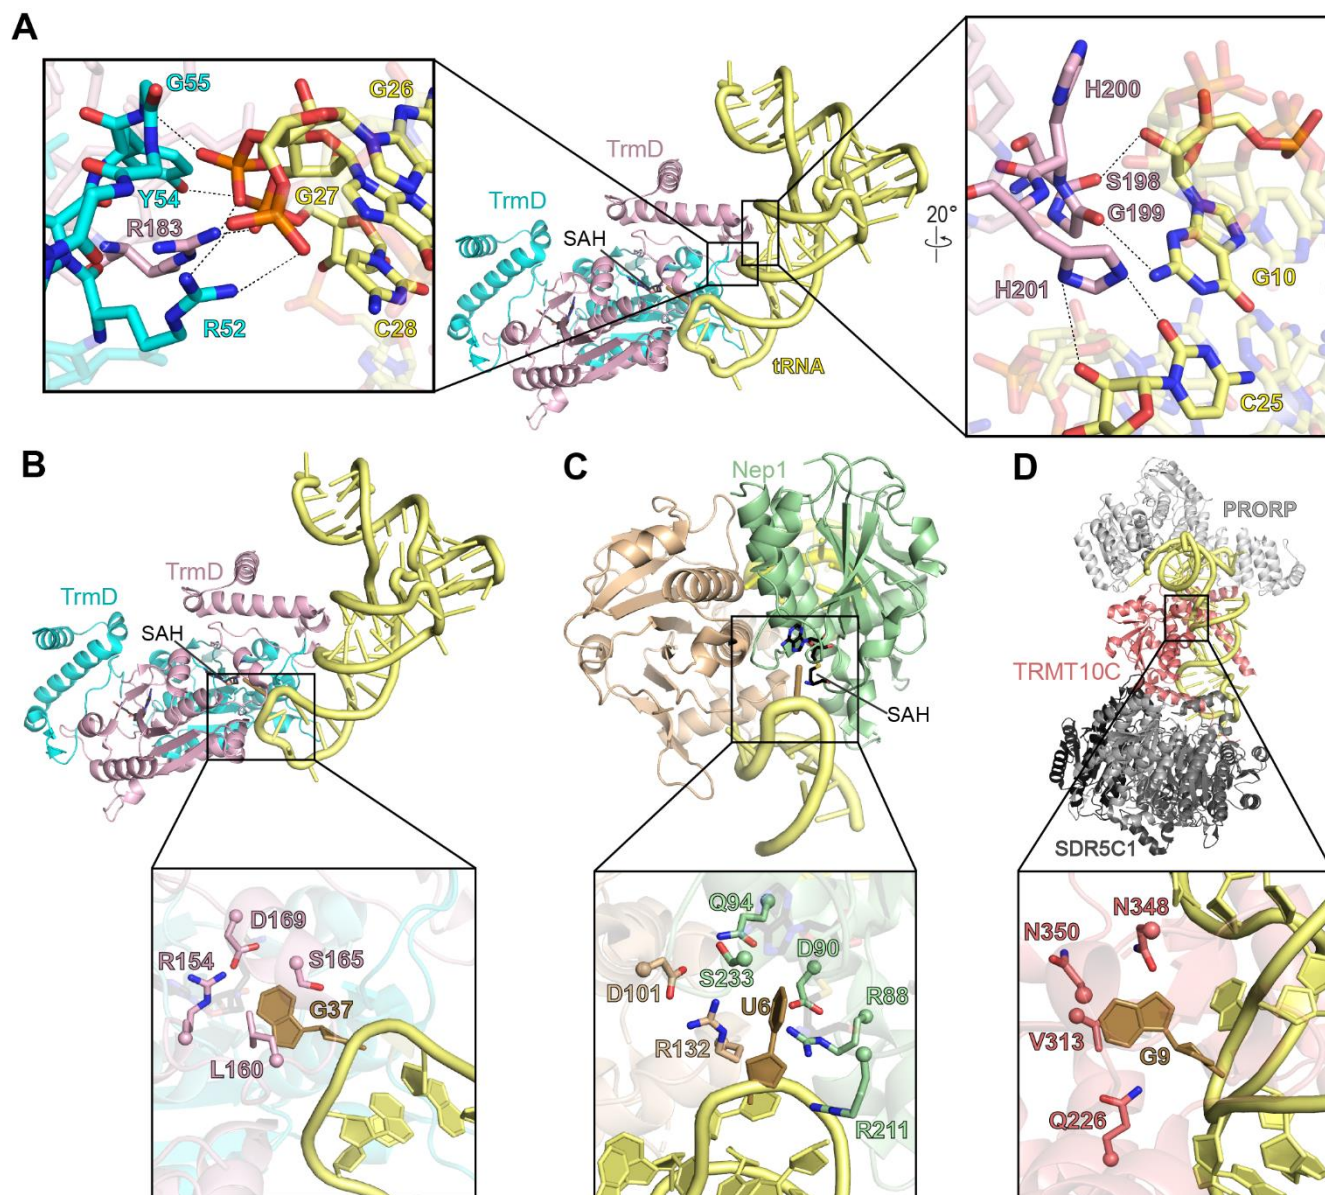 A
G55
G26
Y54
G27
R183
R52
C28
TrmD
TrmD
SAH
tRNA
20°
H200
S198
G199
G10
H201
C25
B
TrmD
TrmD
SAH
D169
R154
S165
G37
L160
C
Nep1
SAH
Q94
D90
S233
D101
U6
R88
R132
R211
D
PRORP
TRMT10C
SDR5C1
N348
N350
V313
G9
Q226